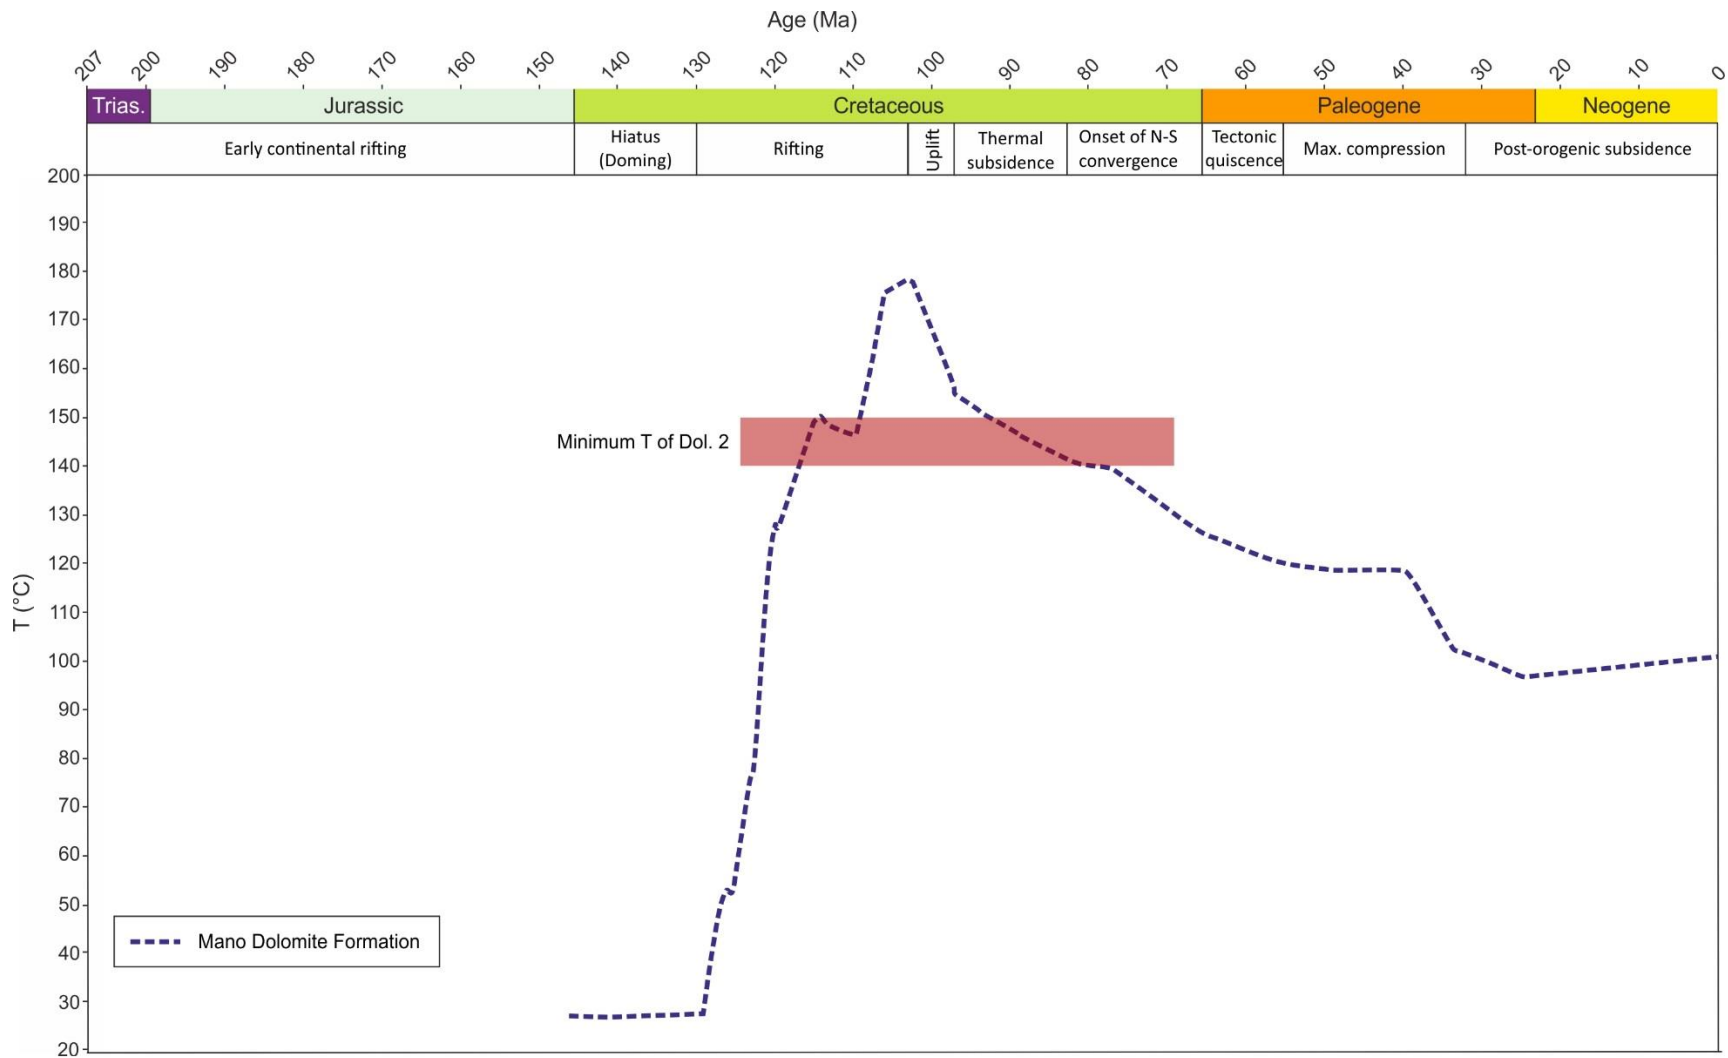 Age (Ma)
207 200 190 180 170 160 150 140 130 120 110 100 90 80 70 60 50 40 30 20 10 0
Trias. Jurassic Cretaceous Paleogene Neogene
Early continental rifting
Hiatus
(Doming)
Rifting
Uplift
Thermal
subsidence
Onset of N-S
convergence
Tectonic
quiscence
Max. compression
Post-orogenic subsidence
200
190
180
170
160
150
140
130
120
110
100
90
80
70
60
50
40
30
20
T (°C)
Minimum T of Dol. 2
Mano Dolomite Formation